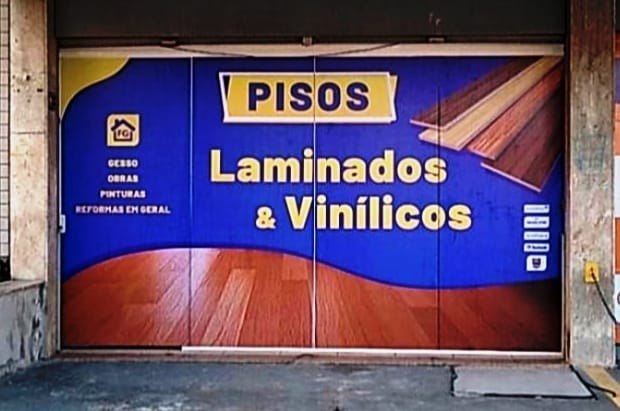 PISOS
Laminados
& Vinílicos
FG
GESSO
OBRAS
PINTURAS
REFORMAS EM GERAL